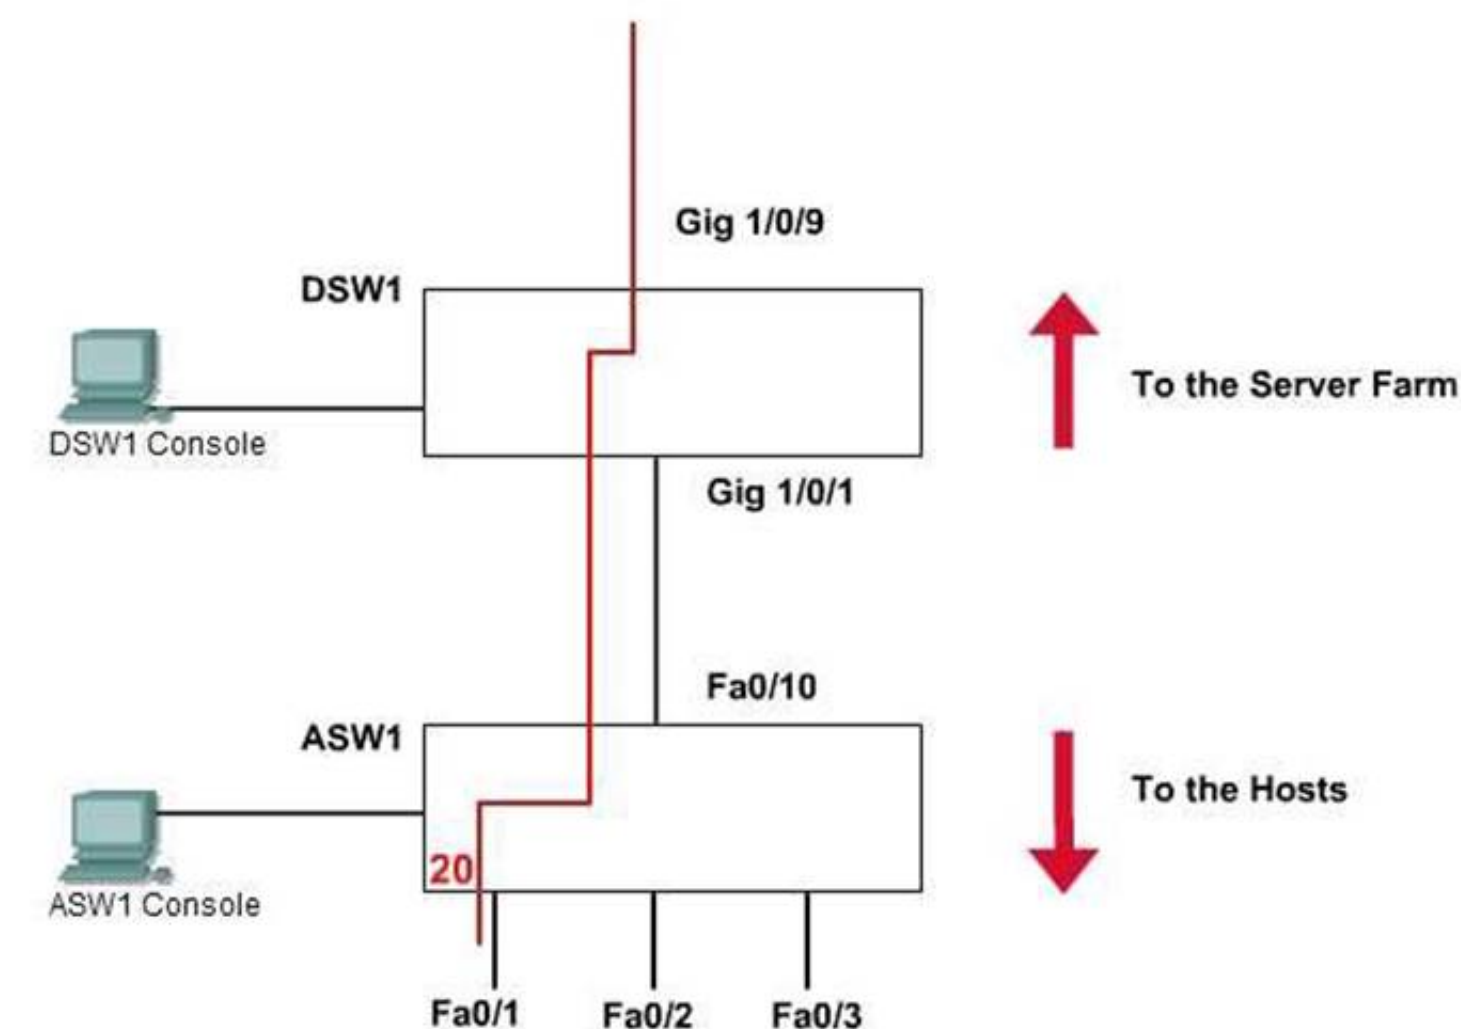 Gig 1/0/9
DSW1
To the Server Farm
DSW1 Console
Gig 1/0/1
Fa0/10
ASW1
To the Hosts
20
ASW1 Console
Fa0/1
Fa0/2
Fa0/3